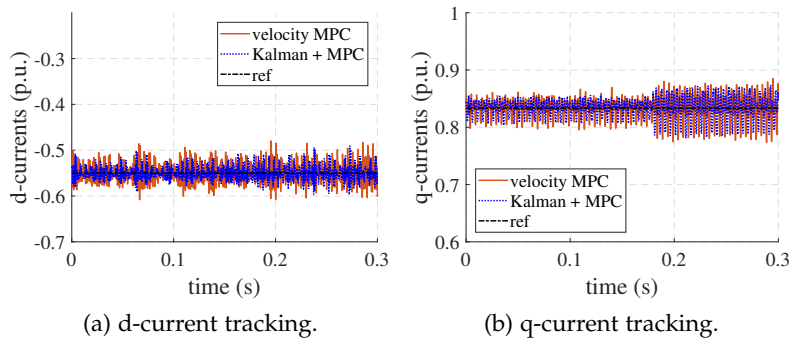 velocity MPC
Kalman + MPC
ref
d-currents (p.u.)
-0.3
-0.4
-0.5
-0.6
-0.7
0
0.1
0.2
0.3
time (s)
(a) d-current tracking.
1
0.9
0.8
0.7
0.6
q-currents (p.u.)
velocity MPC
Kalman + MPC
ref
0
0.1
0.2
0.3
time (s)
(b) q-current tracking.